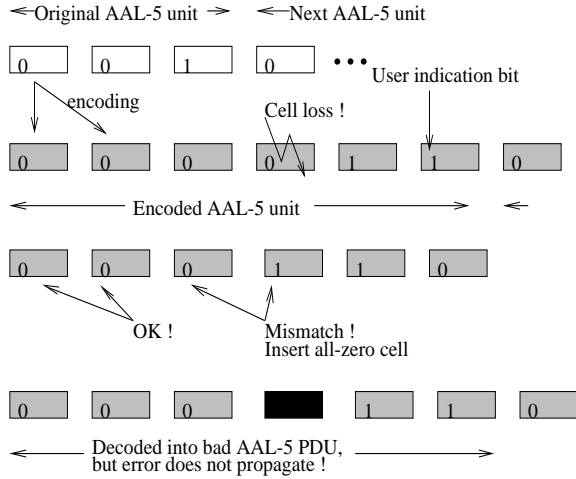 Original AAL-5 unit Next AAL-5 unit
0 0 1 0 •••
User indication bit
encoding
Cell loss !
0 0 0 0 1 1 0
Encoded AAL-5 unit
0 0 0 1 1 0
OK !
Mismatch !
Insert all-zero cell
0 0 0 1 1 0
Decoded into bad AAL-5 PDU,
but error does not propagate !